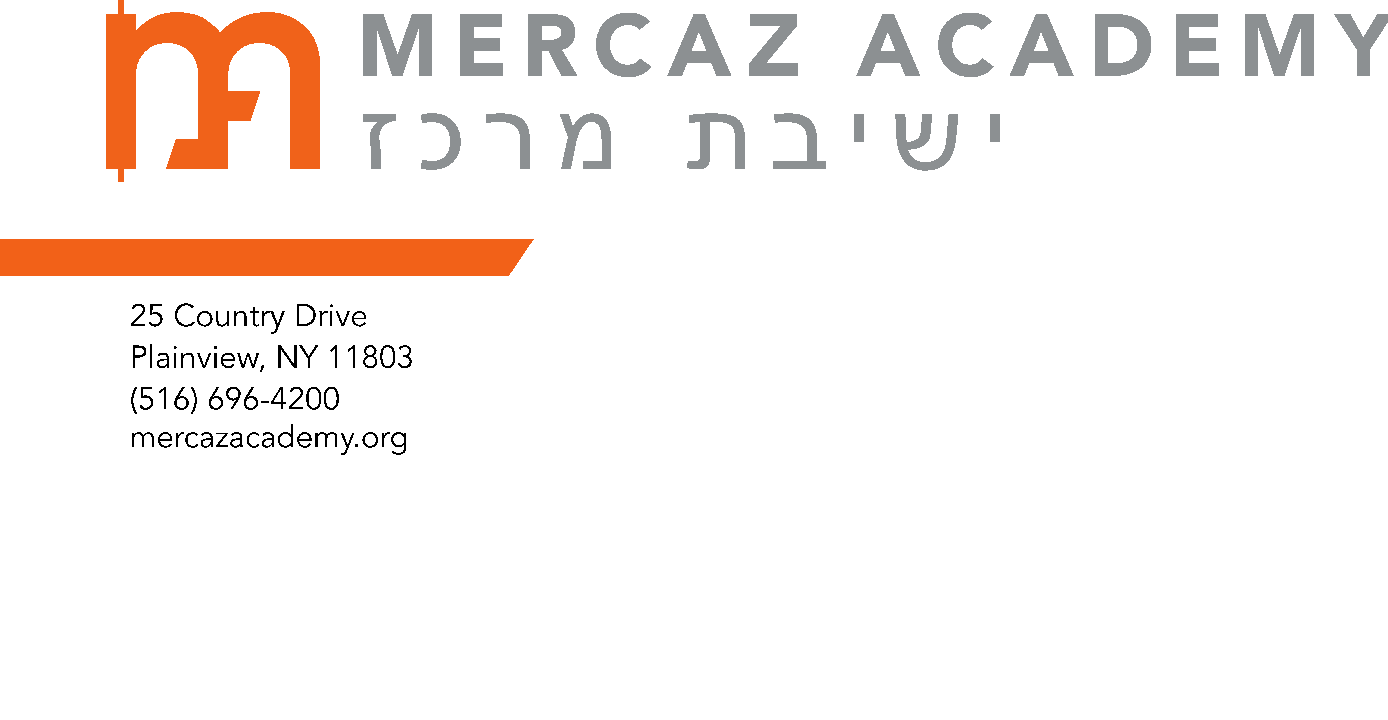 MERCAZ ACADEMY
ישיבת מרכז
25 Country Drive
Plainview, NY 11803
(516) 696-4200
mercazacademy.org